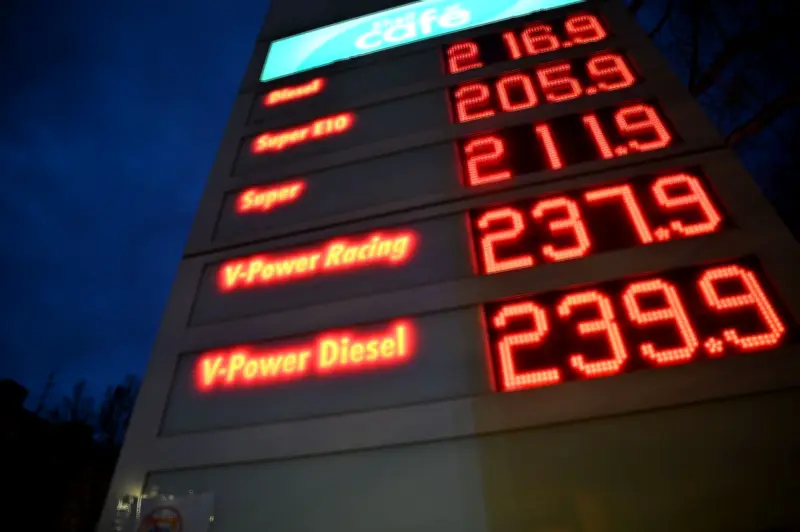 café
Diesel 216.9
Super E10 205.9
Super 211.9
V-Power Racing 237.9
V-Power Diesel 239.9